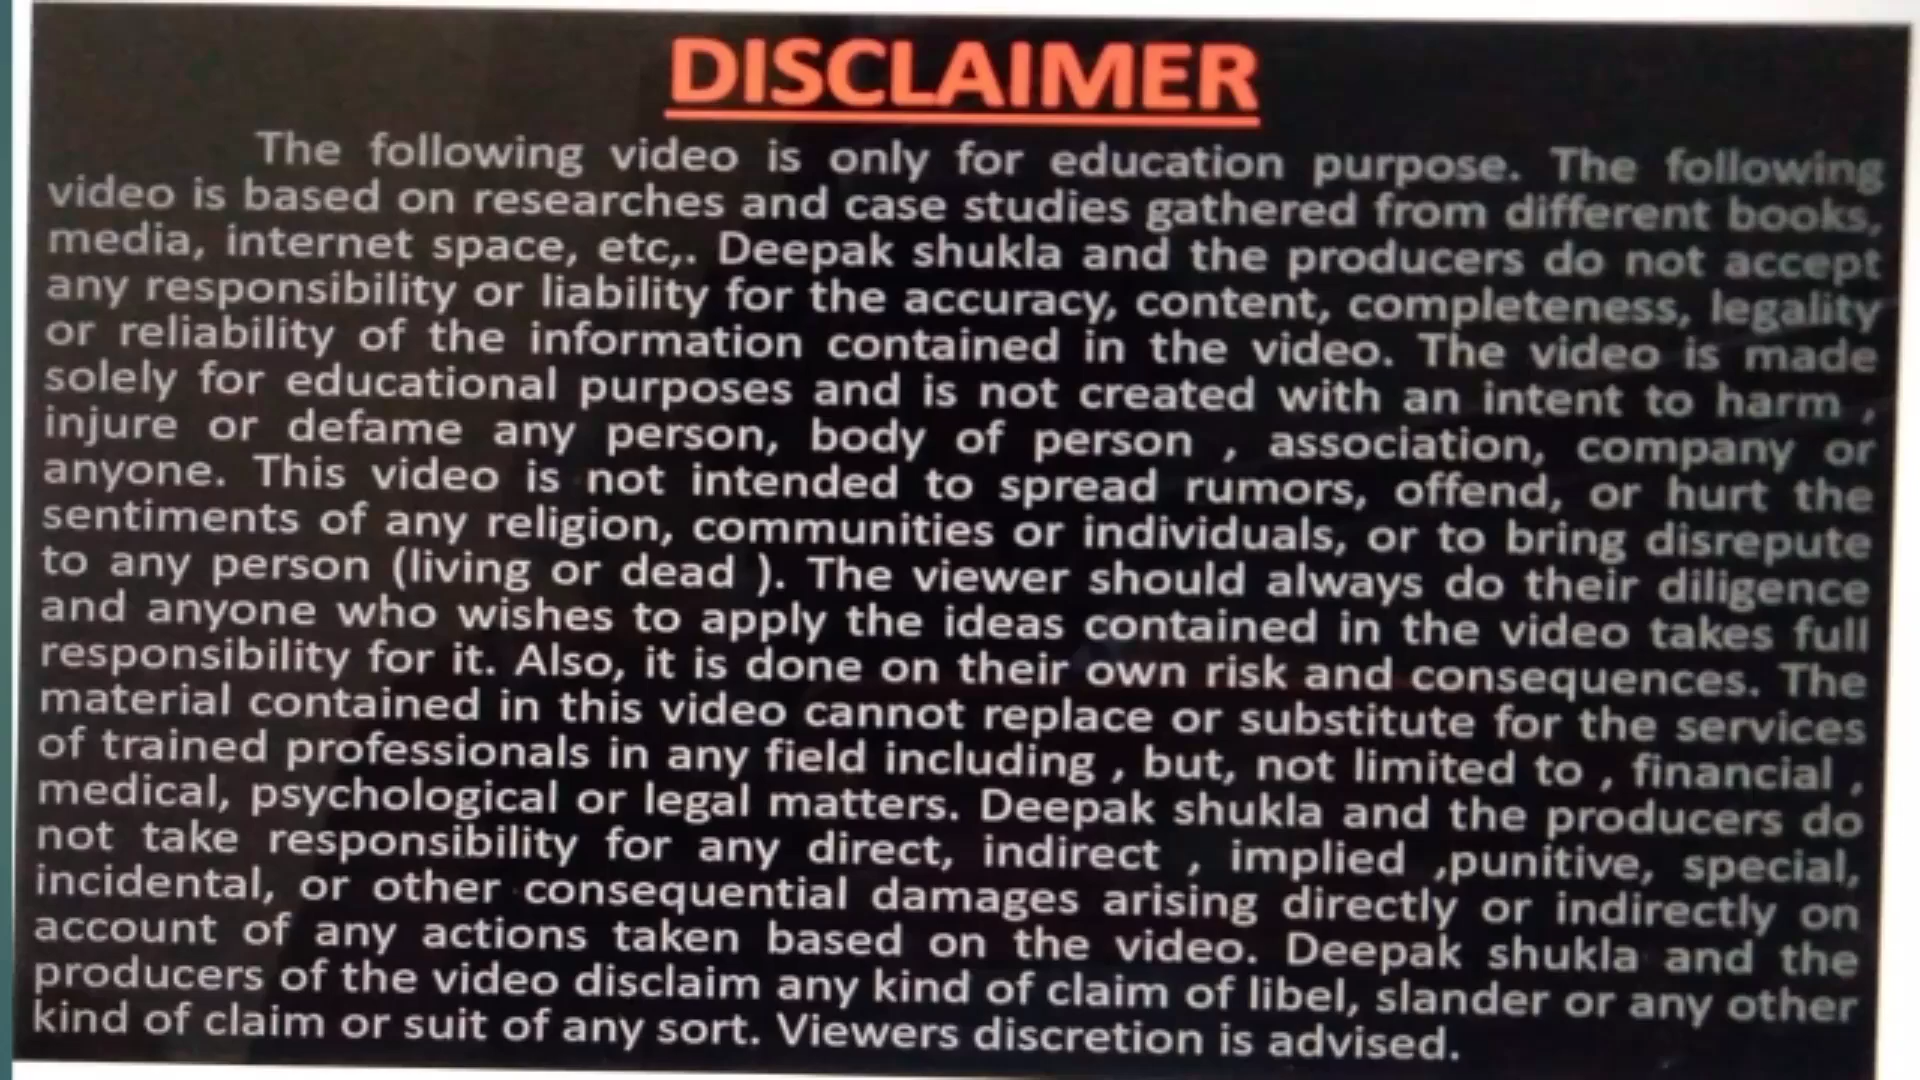 DISCLAIMER
The following video is only for education purpose. The following
video is based on researches and case studies gathered from different books,
media, internet space, etc,. Deepak shukla and the producers do not accept
any responsibility or liability for the accuracy, content, completeness, legality
or reliability of the information contained in the video. The video is made
solely for educational purposes and is not created with an intent to harm ,
injure or defame any person, body of person , association, company or
anyone. This video is not intended to spread rumors, offend, or hurt the
sentiments of any religion, communities or individuals, or to bring disrepute
to any person (living or dead ). The viewer should always do their diligence
and anyone who wishes to apply the ideas contained in the video takes full
responsibility for it. Also, it is done on their own risk and consequences. The
material contained in this video cannot replace or substitute for the services
of trained professionals in any field including , but, not limited to , financial ,
medical, psychological or legal matters. Deepak shukla and the producers do
not take responsibility for any direct, indirect , implied ,punitive, special,
incidental, or other consequential damages arising directly or indirectly on
account of any actions taken based on the video. Deepak shukla and the
producers of the video disclaim any kind of claim of libel, slander or any other
kind of claim or suit of any sort. Viewers discretion is advised.